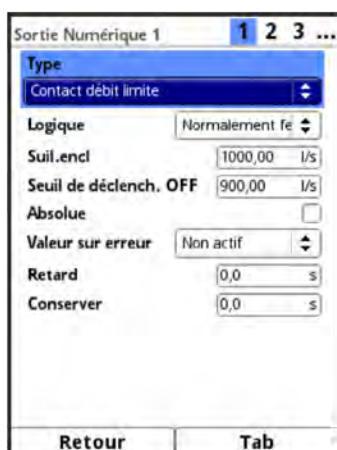 Sortie Numérique 1 1 2 3 ...
Type
Contact débit limite
Logique Normalement fe
Suil.encl 1000,00 l/s
Seuil de déclench. OFF 900,00 l/s
Absolue
Valeur sur erreur Non actif
Retard 0,0 s
Conserver 0,0 s
Retour Tab